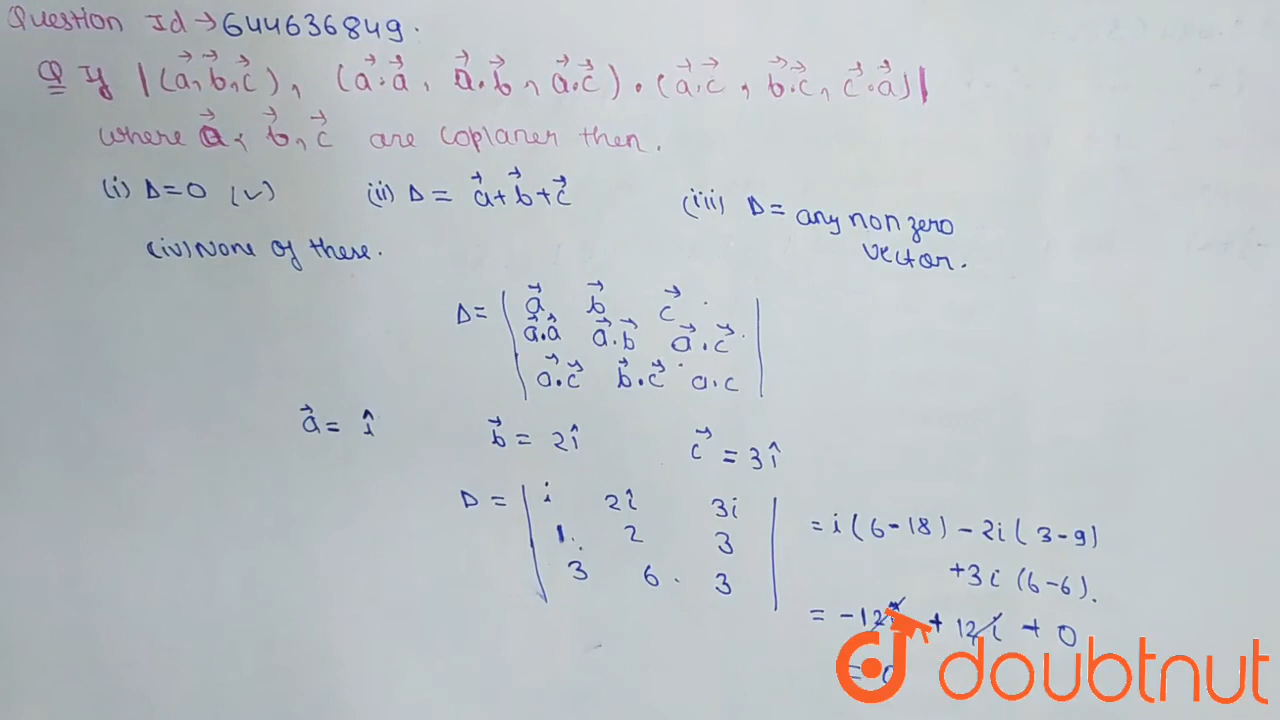 Question Id → 644636849.
Q If |(a⃗, b⃗, c⃗), (a⃗.a⃗, a⃗.b⃗, a⃗.c⃗).(a⃗.c⃗, b⃗.c⃗, c⃗.a⃗)|
where a⃗, b⃗, c⃗ are coplaner then.
(i) Δ=0 (✓) (ii) Δ = a⃗+b⃗+c⃗ (iii) Δ = any non zero
vector.
(iv) None of these.
Δ= | a⃗ b⃗ c⃗ |
| a⃗.a⃗ a⃗.b⃗ a⃗.c⃗ |
| a⃗.c⃗ b⃗.c⃗ a.c |
a⃗ = î b⃗ = 2î c⃗ = 3î
Δ = | i 2î 3i | = i(6-18) - 2i(3-9)
| 1. 2 3 | +3i (6-6).
| 3 6. 3 |
= -12i + 12i + 0
= 0
doubtnut